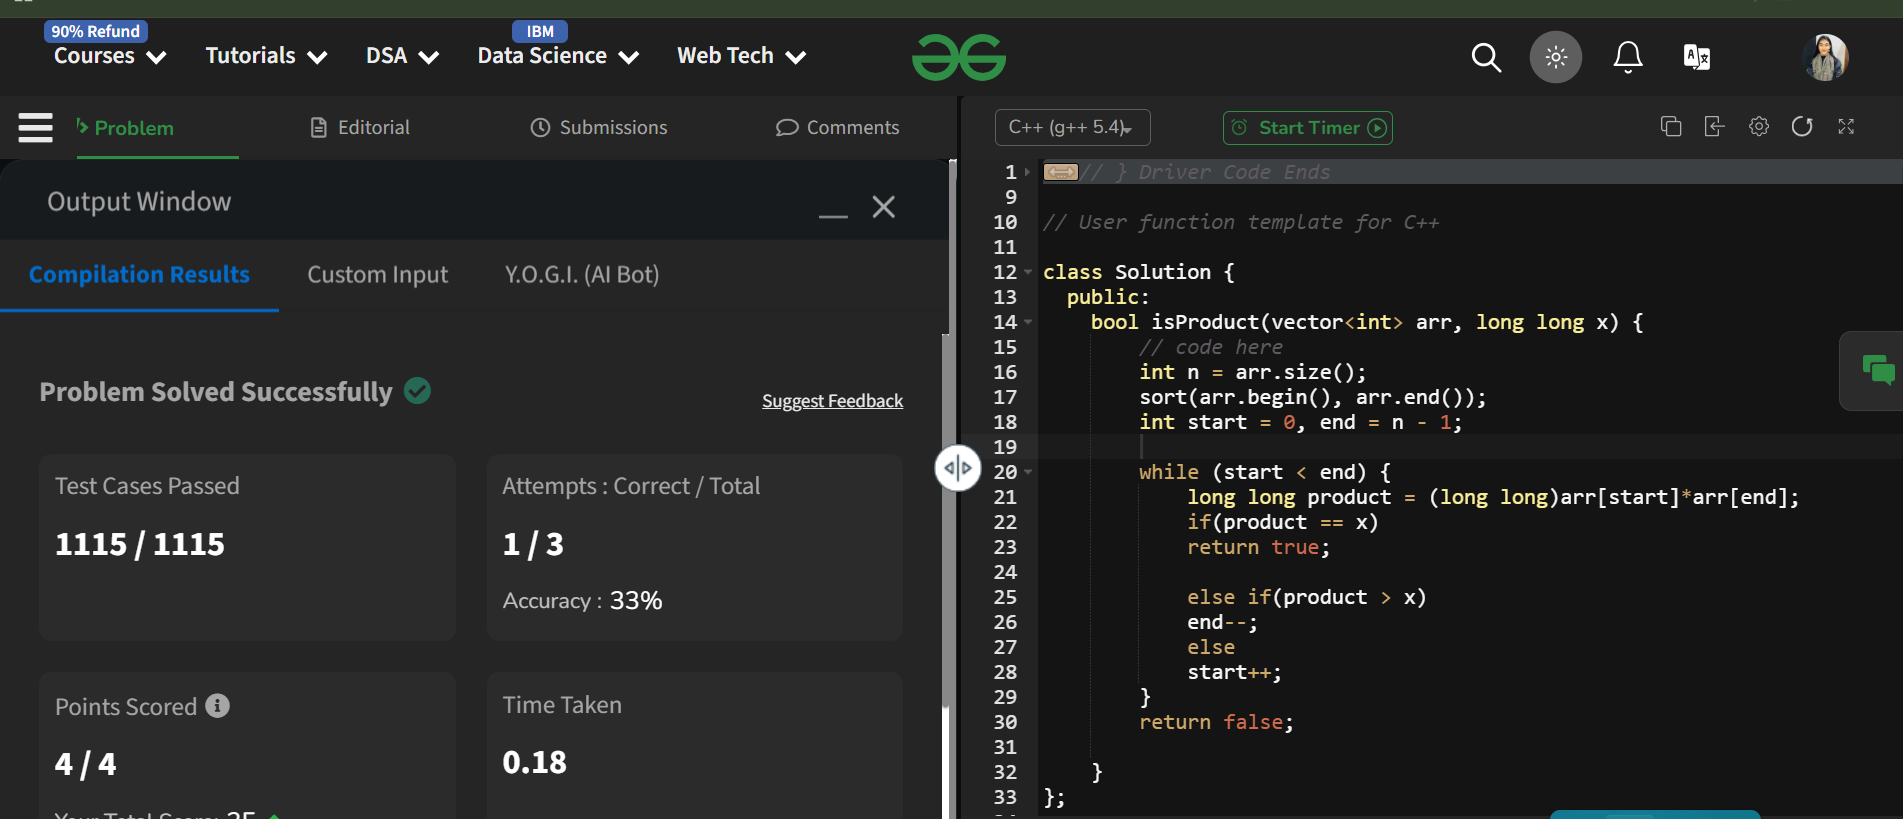 90% Refund
IBM
Courses
Tutorials
DSA
Data Science
Web Tech
Problem
Editorial
Submissions
Comments
C++ (g++ 5.4)
Start Timer
Output Window
Compilation Results
Custom Input
Y.O.G.I. (AI Bot)
Problem Solved Successfully
Suggest Feedback
Test Cases Passed
1115 / 1115
Attempts : Correct / Total
1 / 3
Accuracy : 33%
Points Scored
4 / 4
Your Total Score: 35
Time Taken
0.18
1 // } Driver Code Ends
9
10 // User function template for C++
11
12 class Solution {
13 public:
14 bool isProduct(vector<int> arr, long long x) {
15 // code here
16 int n = arr.size();
17 sort(arr.begin(), arr.end());
18 int start = 0, end = n - 1;
19
20 while (start < end) {
21 long long product = (long long)arr[start]*arr[end];
22 if(product == x)
23 return true;
24
25 else if(product > x)
26 end--;
27 else
28 start++;
29 }
30 return false;
31
32 }
33 };